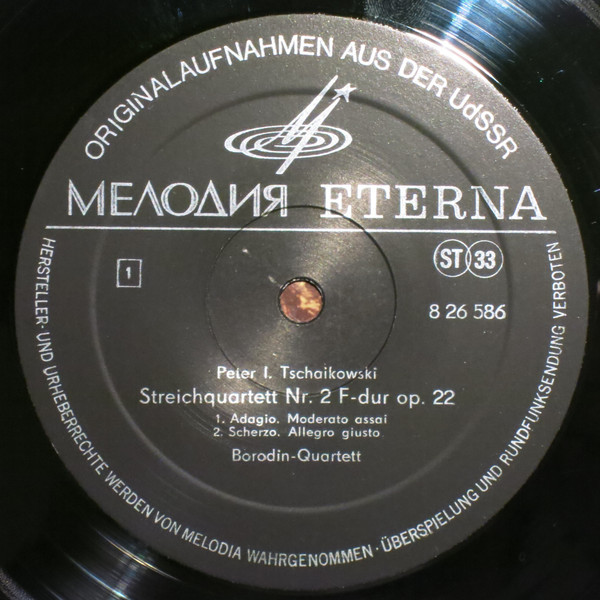 ORIGINALAUFNAHMEN AUS DER UdSSR
МЕЛОДИЯ ETERNA
ST 33
1
8 26 586
Peter I. Tschaikowski
Streichquartett Nr. 2 F-dur op. 22
1. Adagio. Moderato assai
2. Scherzo. Allegro giusto
Borodin-Quartett
HERSTELLER- UND URHEBERRECHTE WERDEN VON MELODIA WAHRGENOMMEN · ÜBERSPIELUNG UND RUNDFUNKSENDUNG VERBOTEN